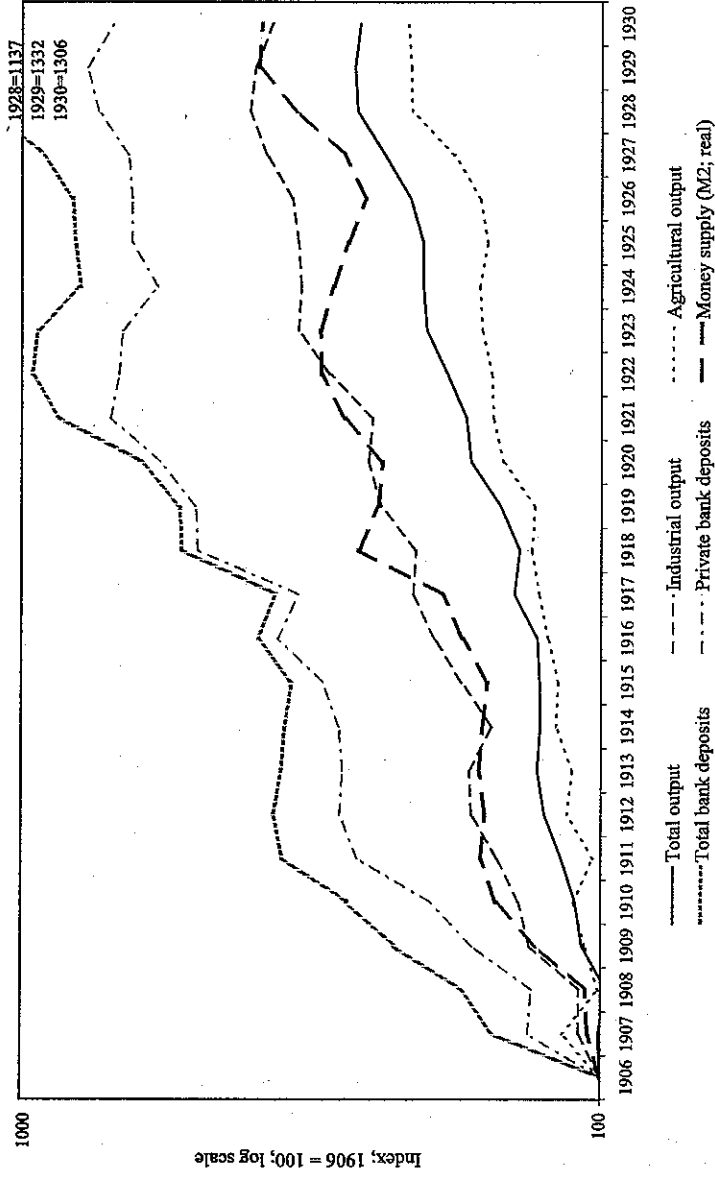 1928=1137
1929=1332
1930=1306
1000
100
Index; 1906 = 100; log scale
1906 1907 1908 1909 1910 1911 1912 1913 1914 1915 1916 1917 1918 1919 1920 1921 1922 1923 1924 1925 1926 1927 1928 1929 1930
Total output Industrial output Agricultural output
Total bank deposits Private bank deposits Money supply (M2; real)